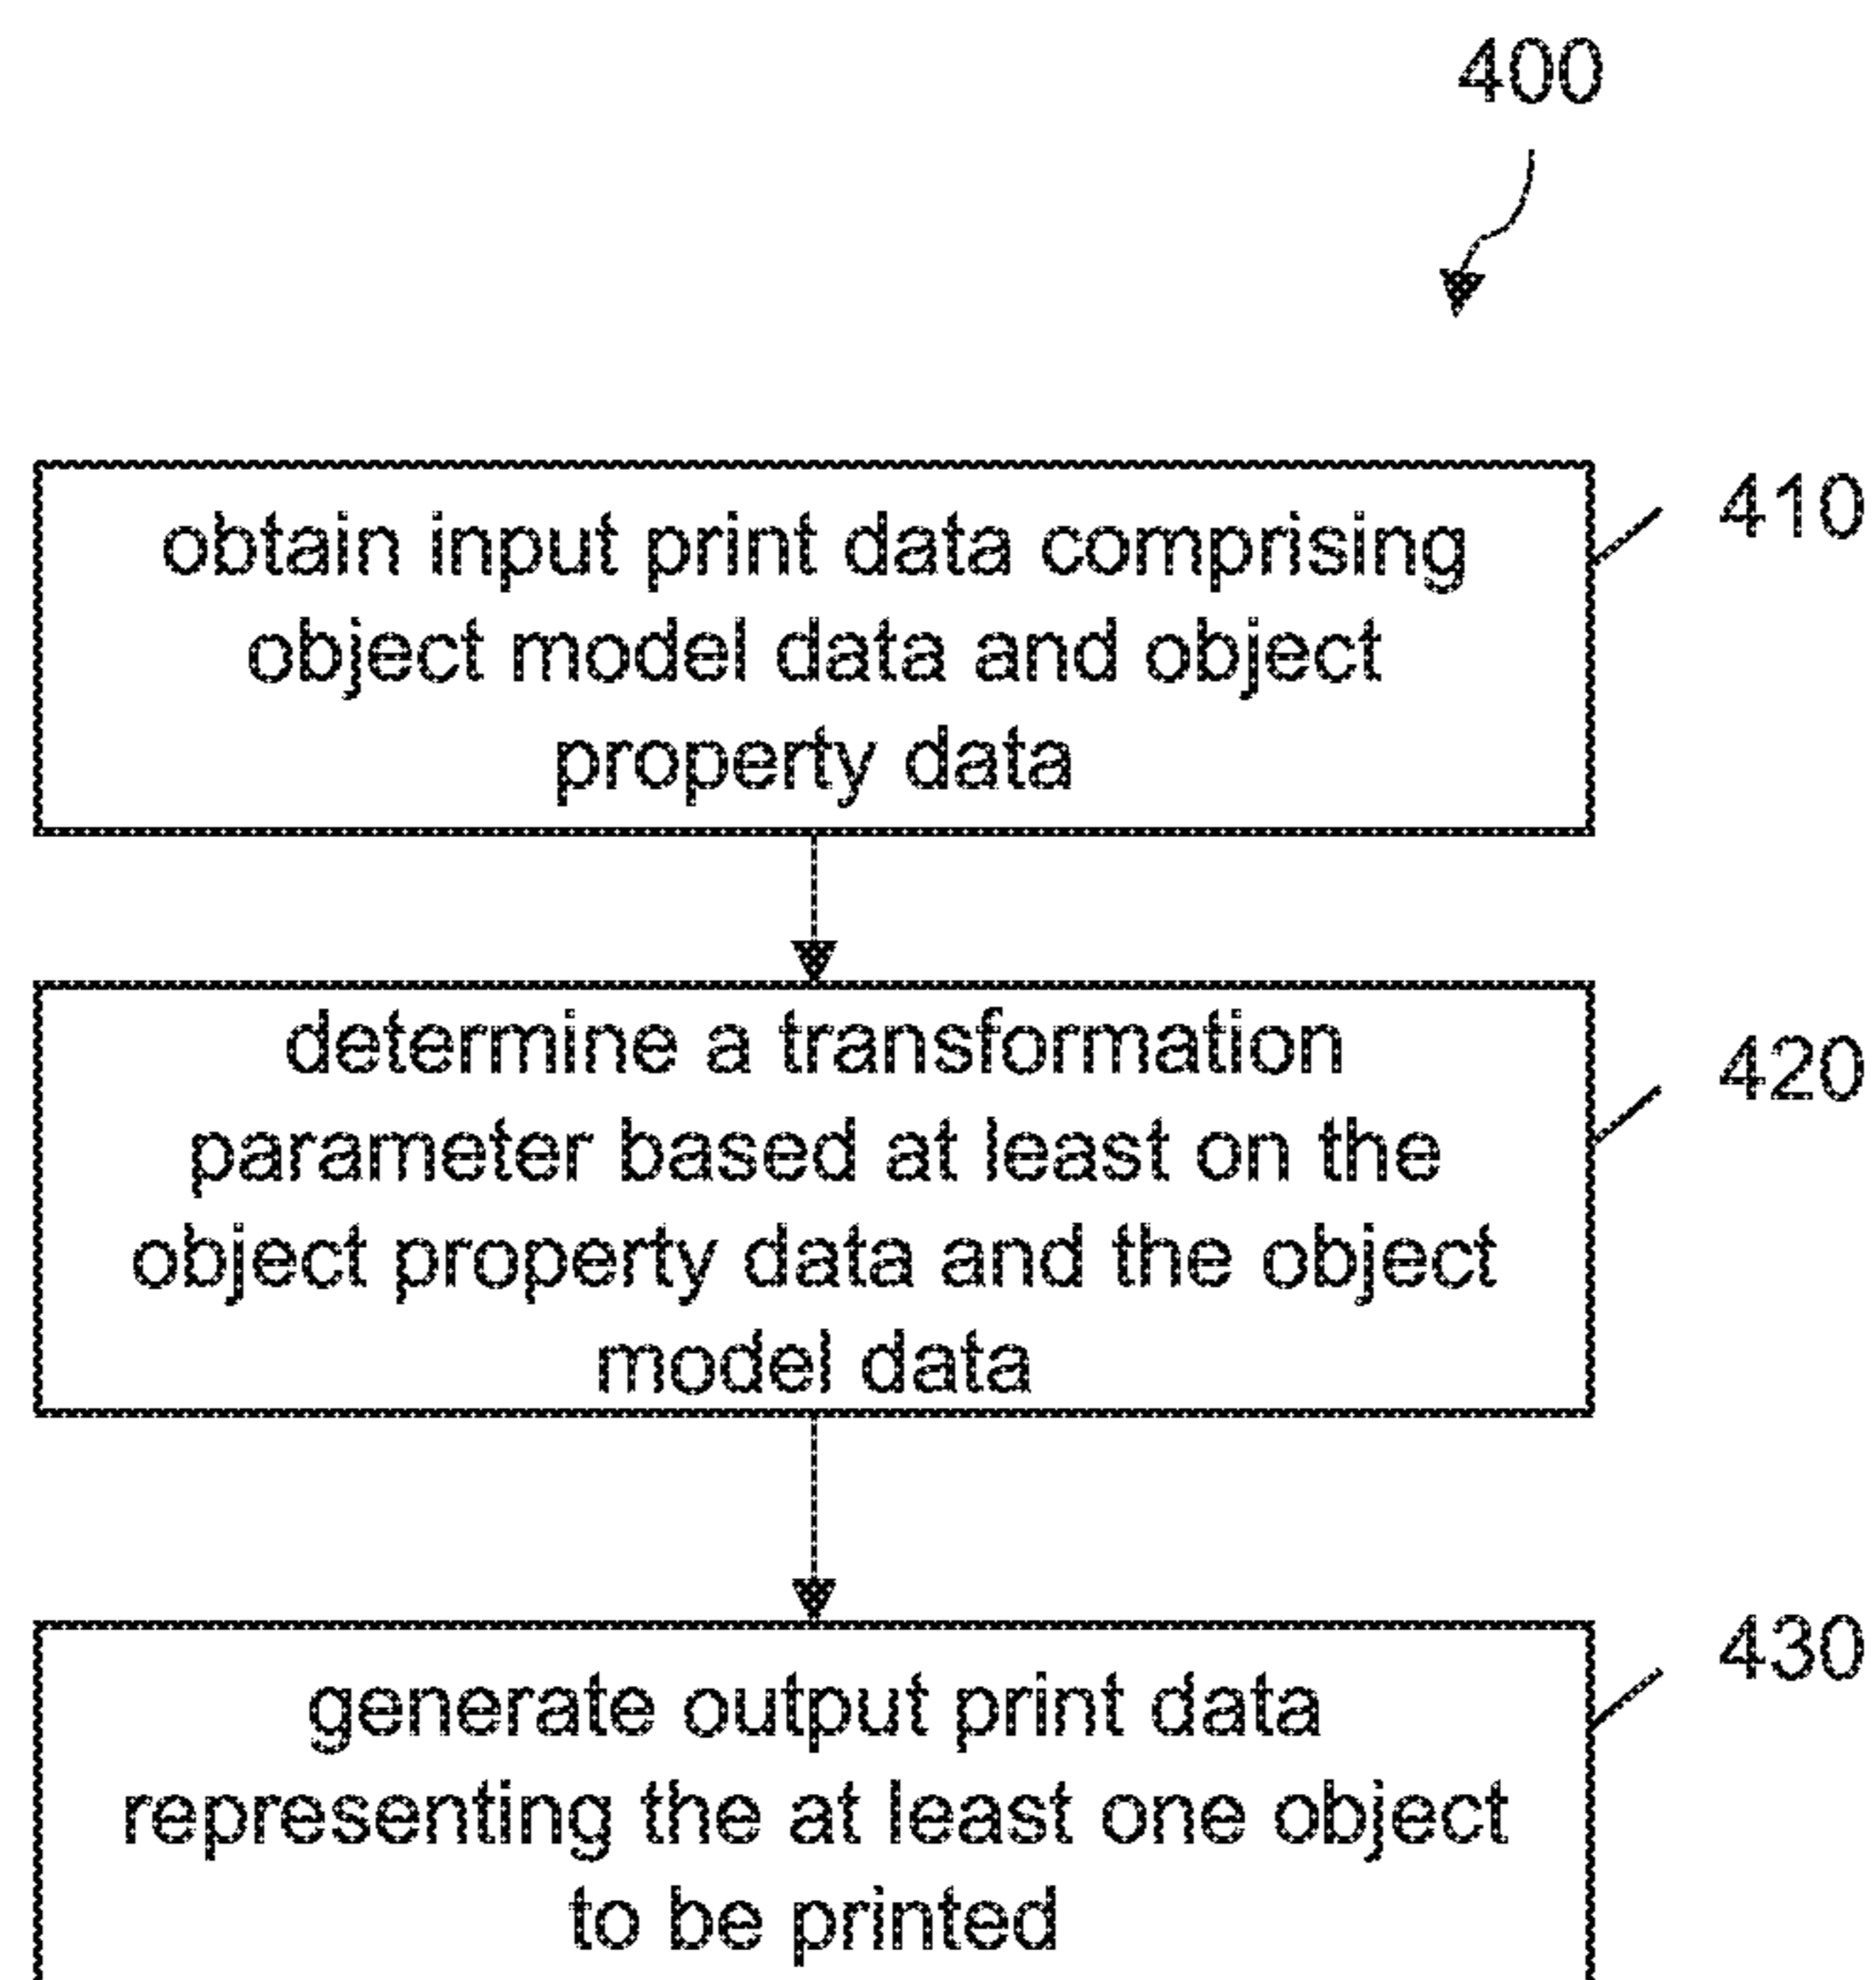 400
obtain input print data comprising
410
object model data and object
property data
determine a transformation
420
parameter based at least on the
object property data and the object
model data
generate output print data
430
representing the at least one object
to be printed